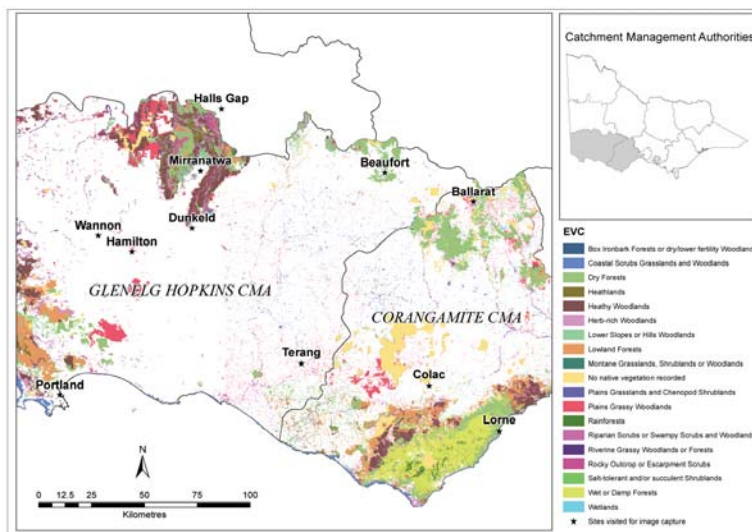 Halls Gap
Mirranatwa
Beaufort
Ballarat
Wannon
Dunkeld
Hamilton
GLENELG HOPKINS CMA
CORANGAMITE CMA
Terang
Colac
Portland
Lorne
N
0 12.5 25 50 75 100
Kilometres
Catchment Management Authorities
EVC
Box Ironbark Forests or dry/lower fertility Woodland
Coastal Scrubs Grasslands and Woodlands
Dry Forests
Heathlands
Heathy Woodlands
Herb-rich Woodlands
Lower Slopes or Hills Woodlands
Lowland Forests
Montane Grasslands, Shrublands or Woodlands
No native vegetation recorded
Plains Grasslands and Chenopod Shrublands
Plains Grassy Woodlands
Rainforests
Riparian Scrubs or Swampy Scrubs and Woodland
Riverine Grassy Woodlands or Forests
Rocky Outcrop or Escarpment Scrubs
Salt-tolerant and/or succulent Shrublands
Wet or Damp Forests
Wetlands
Sites visited for image capture